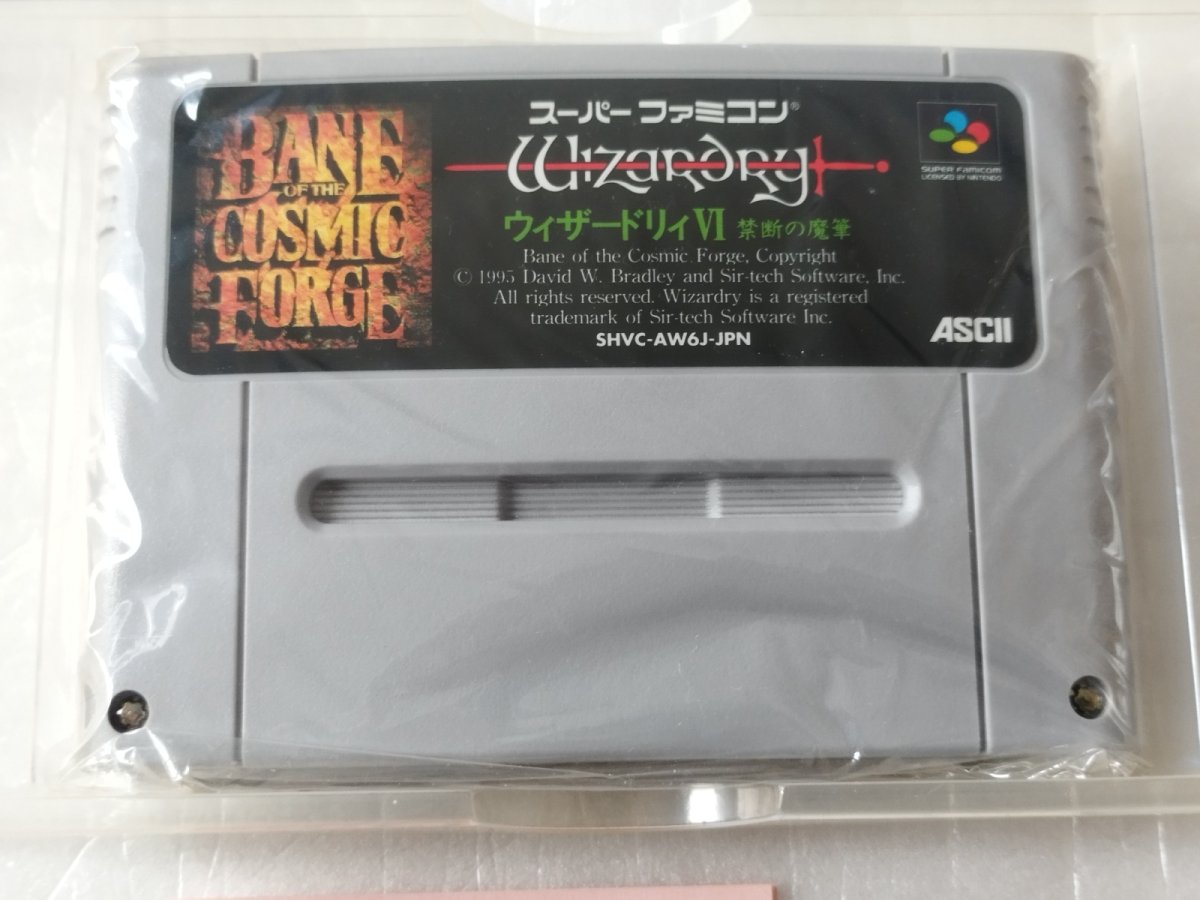 BANE
OF THE
COSMIC
FORGE
スーパーファミコン®
Wizardry
ウィザードリィVI 禁断の魔筆
Bane of the Cosmic Forge, Copyright
© 1995 David W. Bradley and Sir-tech Software, Inc.
All rights reserved. Wizardry is a registered
trademark of Sir-tech Software Inc.
SHVC-AW6J-JPN
SUPER FAMICOM
LICENSED BY NINTENDO
ASCII